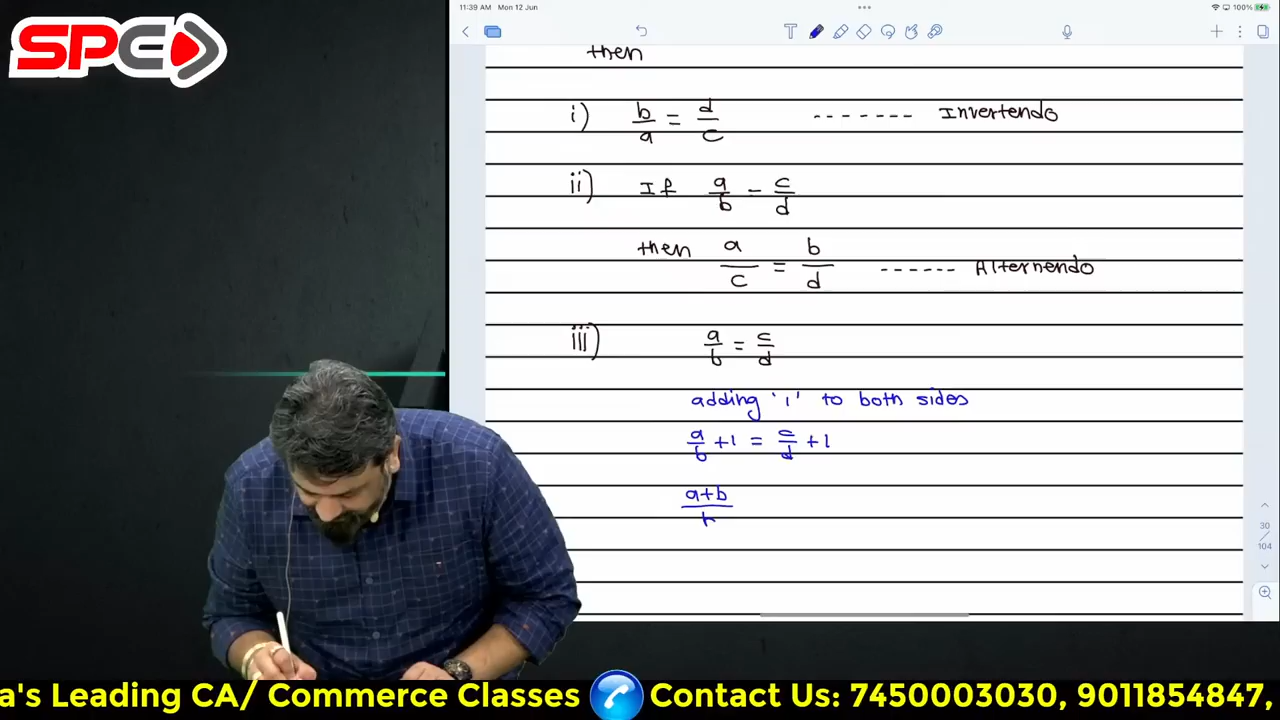 11:39 AM Mon 12 Jun
100%
SPC
then
i) b/a = d/c ------- Invertendo
ii) If a/b = c/d
then a/c = b/d ------ Alternendo
iii) a/b = c/d
adding '1' to both sides
a/b + 1 = c/d + 1
a+b/b
30
104
a's Leading CA/ Commerce Classes Contact Us: 7450003030, 9011854847,